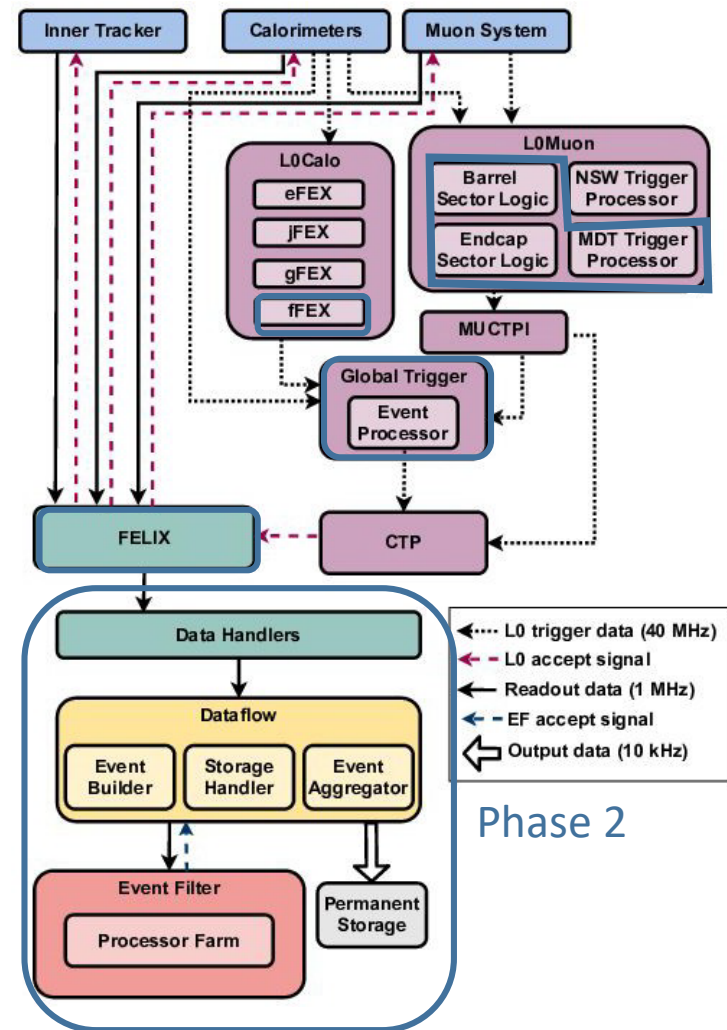 Inner Tracker
Calorimeters
Muon System
L0Calo
eFEX
jFEX
gFEX
fFEX
L0Muon
Barrel
Sector Logic
NSW Trigger
Processor
Endcap
Sector Logic
MDT Trigger
Processor
MUCTPI
Global Trigger
Event
Processor
FELIX
CTP
Data Handlers
Dataflow
Event
Builder
Storage
Handler
Event
Aggregator
Event Filter
Processor Farm
Permanent
Storage
L0 trigger data (40 MHz)
L0 accept signal
Readout data (1 MHz)
EF accept signal
Output data (10 kHz)
Phase 2